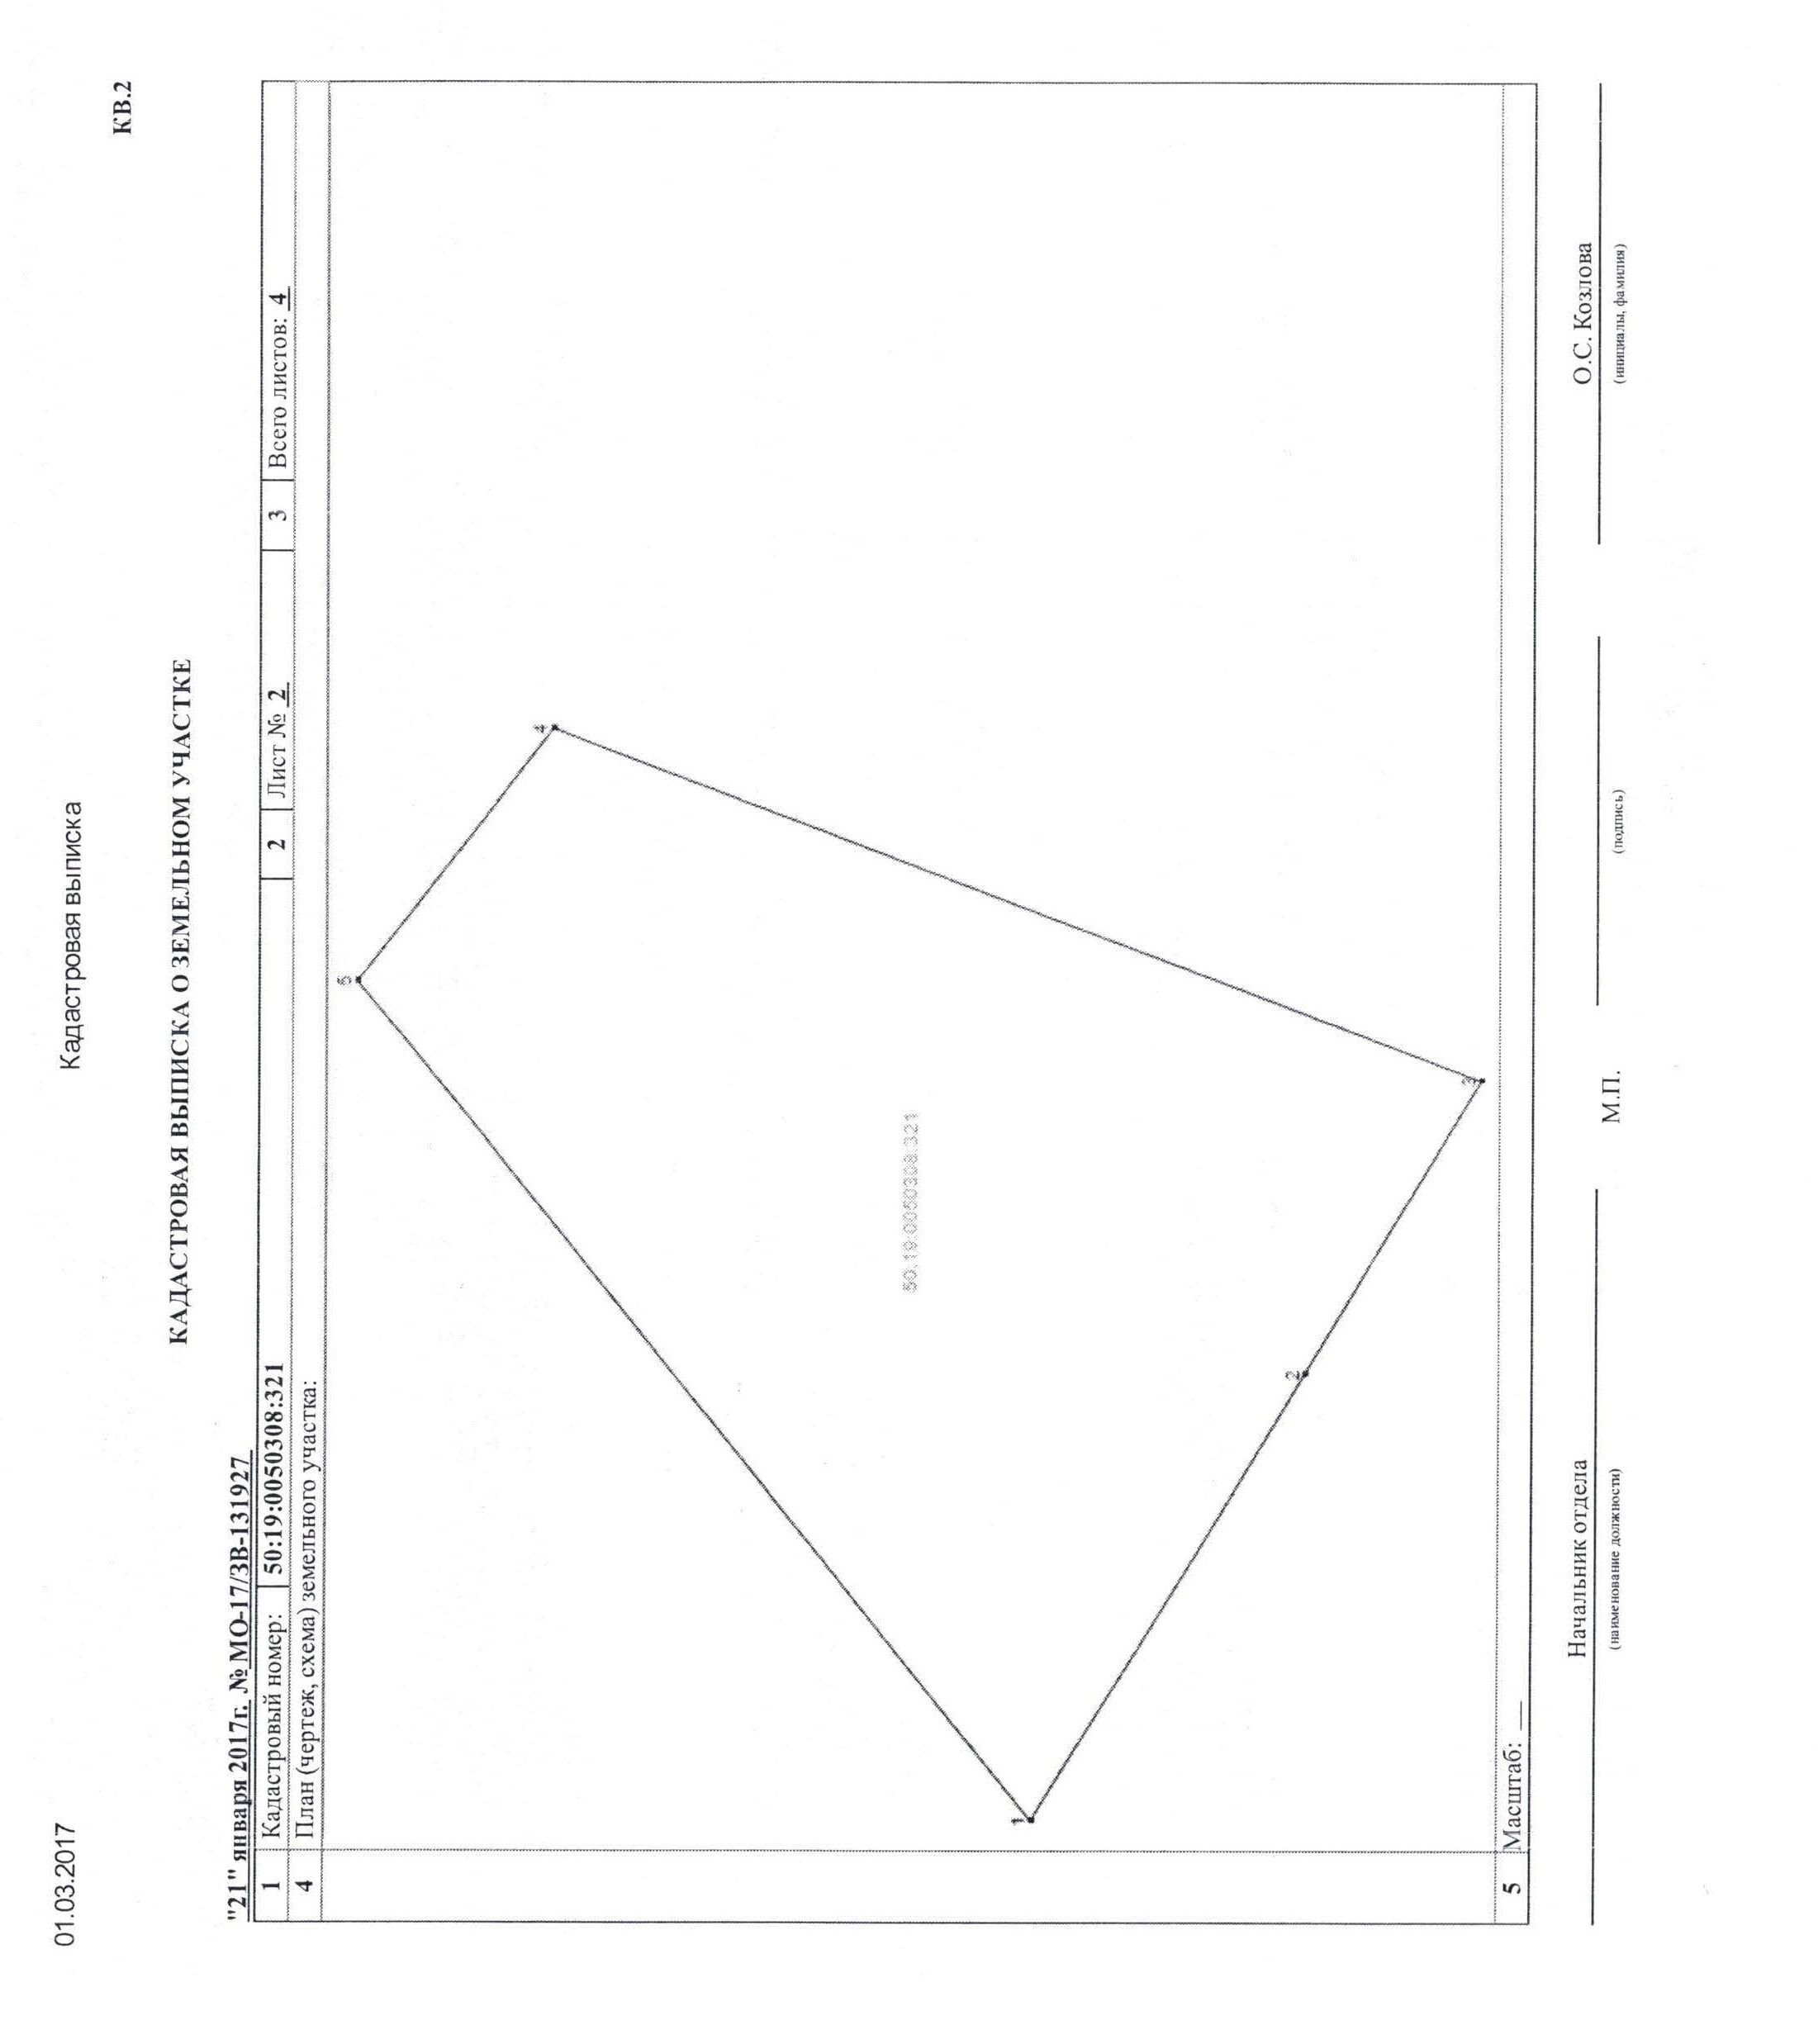 01.03.2017 Кадастровая выписка
КВ.2
КАДАСТРОВАЯ ВЫПИСКА О ЗЕМЕЛЬНОМ УЧАСТКЕ
"21" января 2017г. № МО-17/ЗВ-131927
1 Кадастровый номер: 50:19:0050308:321 2 Лист № 2 3 Всего листов: 4
4 План (чертеж, схема) земельного участка:
5
4
50:19:0050308:321
1
2
3
5 Масштаб: __
Начальник отдела М.П. О.С. Козлова
(наименование должности) (подпись) (инициалы, фамилия)